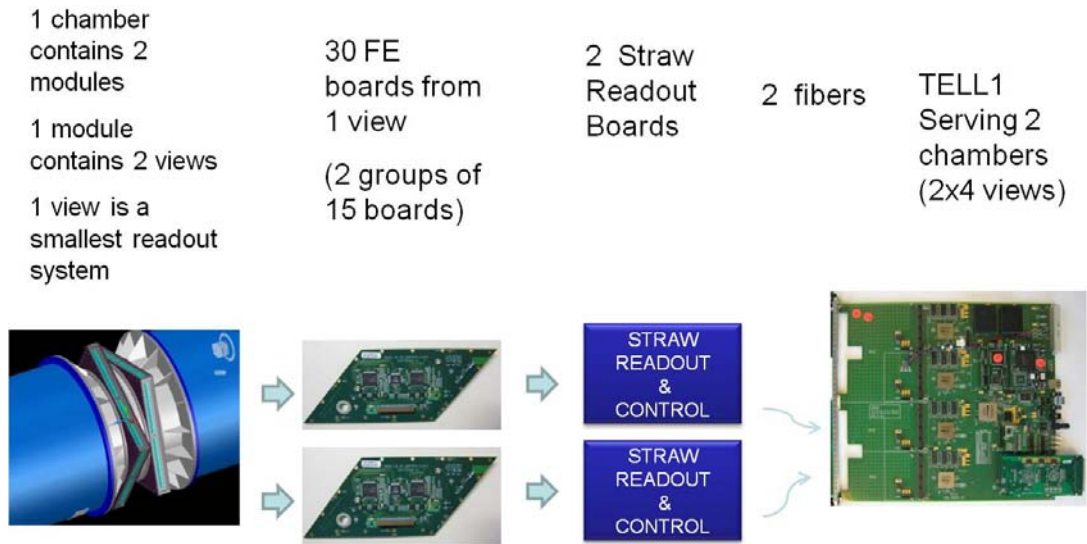 1 chamber
contains 2
modules
1 module
contains 2 views
1 view is a
smallest readout
system
30 FE
boards from
1 view
(2 groups of
15 boards)
2 Straw
Readout
Boards
2 fibers
TELL1
Serving 2
chambers
(2x4 views)
STRAW
READOUT
&
CONTROL
STRAW
READOUT
&
CONTROL